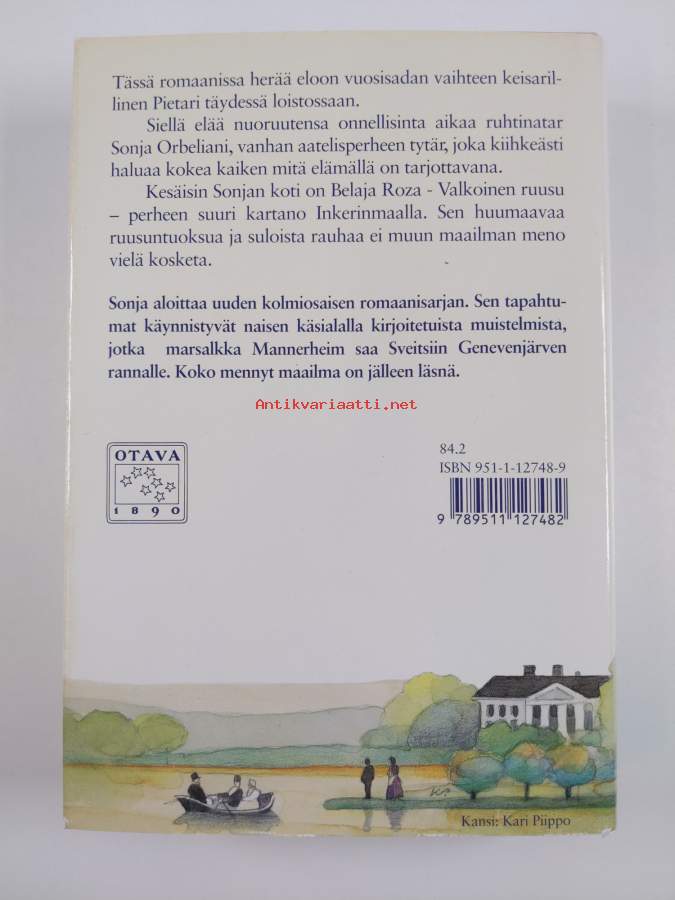 Tässä romaanissa herää eloon vuosisadan vaihteen keisaril-
linen Pietari täydessä loistossaan.
Siellä elää nuoruutensa onnellisinta aikaa ruhtinatar
Sonja Orbeliani, vanhan aatelisperheen tytär, joka kiihkeästi
haluaa kokea kaiken mitä elämällä on tarjottavana.
Kesäisin Sonjan koti on Belaja Roza - Valkoinen ruusu
– perheen suuri kartano Inkerinmaalla. Sen huumaavaa
ruusuntuoksua ja suloista rauhaa ei muun maailman meno
vielä kosketa.
Sonja aloittaa uuden kolmiosaisen romaanisarjan. Sen tapahtu-
mat käynnistyvät naisen käsialalla kirjoitetuista muistelmista,
jotka marsalkka Mannerheim saa Sveitsiin Genevenjärven
rannalle. Koko mennyt maailma on jälleen läsnä.
Antikvariaatti.net
OTAVA
1890
84.2
ISBN 951-1-12748-9
9 789511 127482
Kansi: Kari Piippo